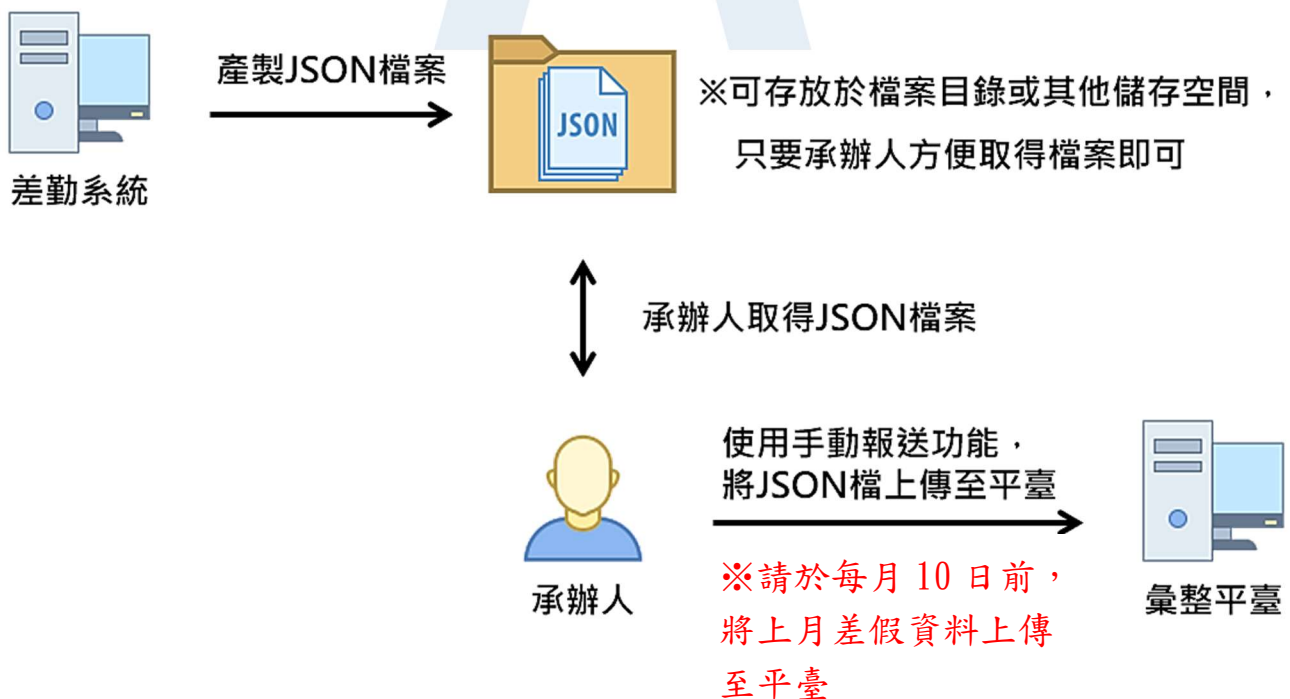 產製JSON檔案
JSON
※可存放於檔案目錄或其他儲存空間，
只要承辦人方便取得檔案即可
差勤系統
承辦人取得JSON檔案
使用手動報送功能，
將JSON檔上傳至平臺
※請於每月 10 日前，
將上月差假資料上傳
至平臺
承辦人
彙整平臺